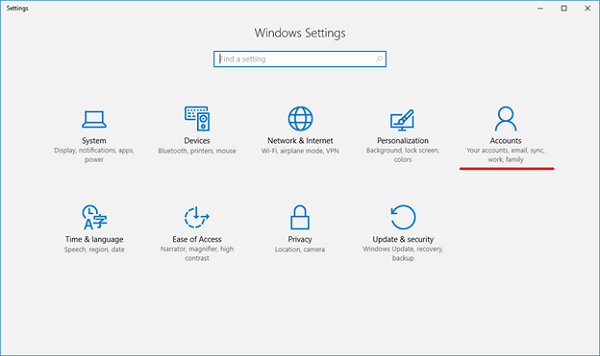 Settings
Windows Settings
Find a setting
System
Display, notifications, apps,
power
Devices
Bluetooth, printers, mouse
Network & Internet
Wi-Fi, airplane mode, VPN
Personalization
Background, lock screen,
colors
Accounts
Your accounts, email, sync,
work, family
Time & language
Speech, region, date
Ease of Access
Narrator, magnifier, high
contrast
Privacy
Location, camera
Update & security
Windows Update, recovery,
backup